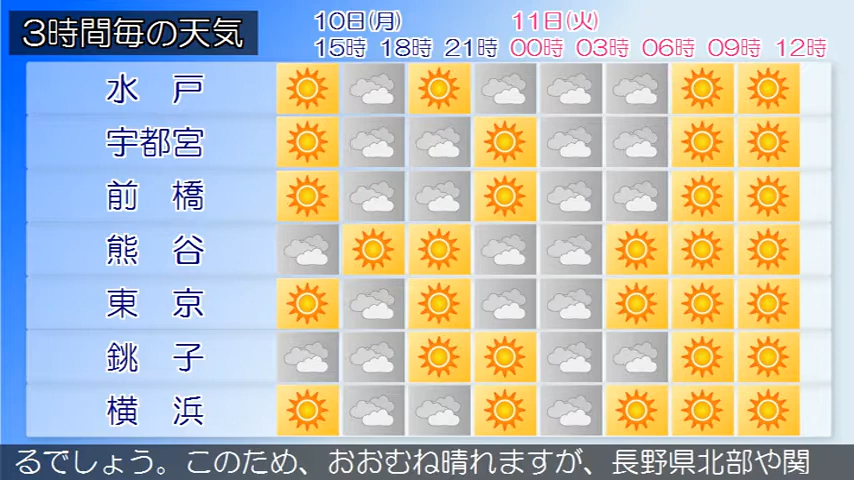 3時間毎の天気
10日(月) 11日(火)
15時 18時 21時 00時 03時 06時 09時 12時
水 戸
宇都宮
前 橋
熊 谷
東 京
銚 子
横 浜
るでしょう。このため、おおむね晴れますが、長野県北部や関